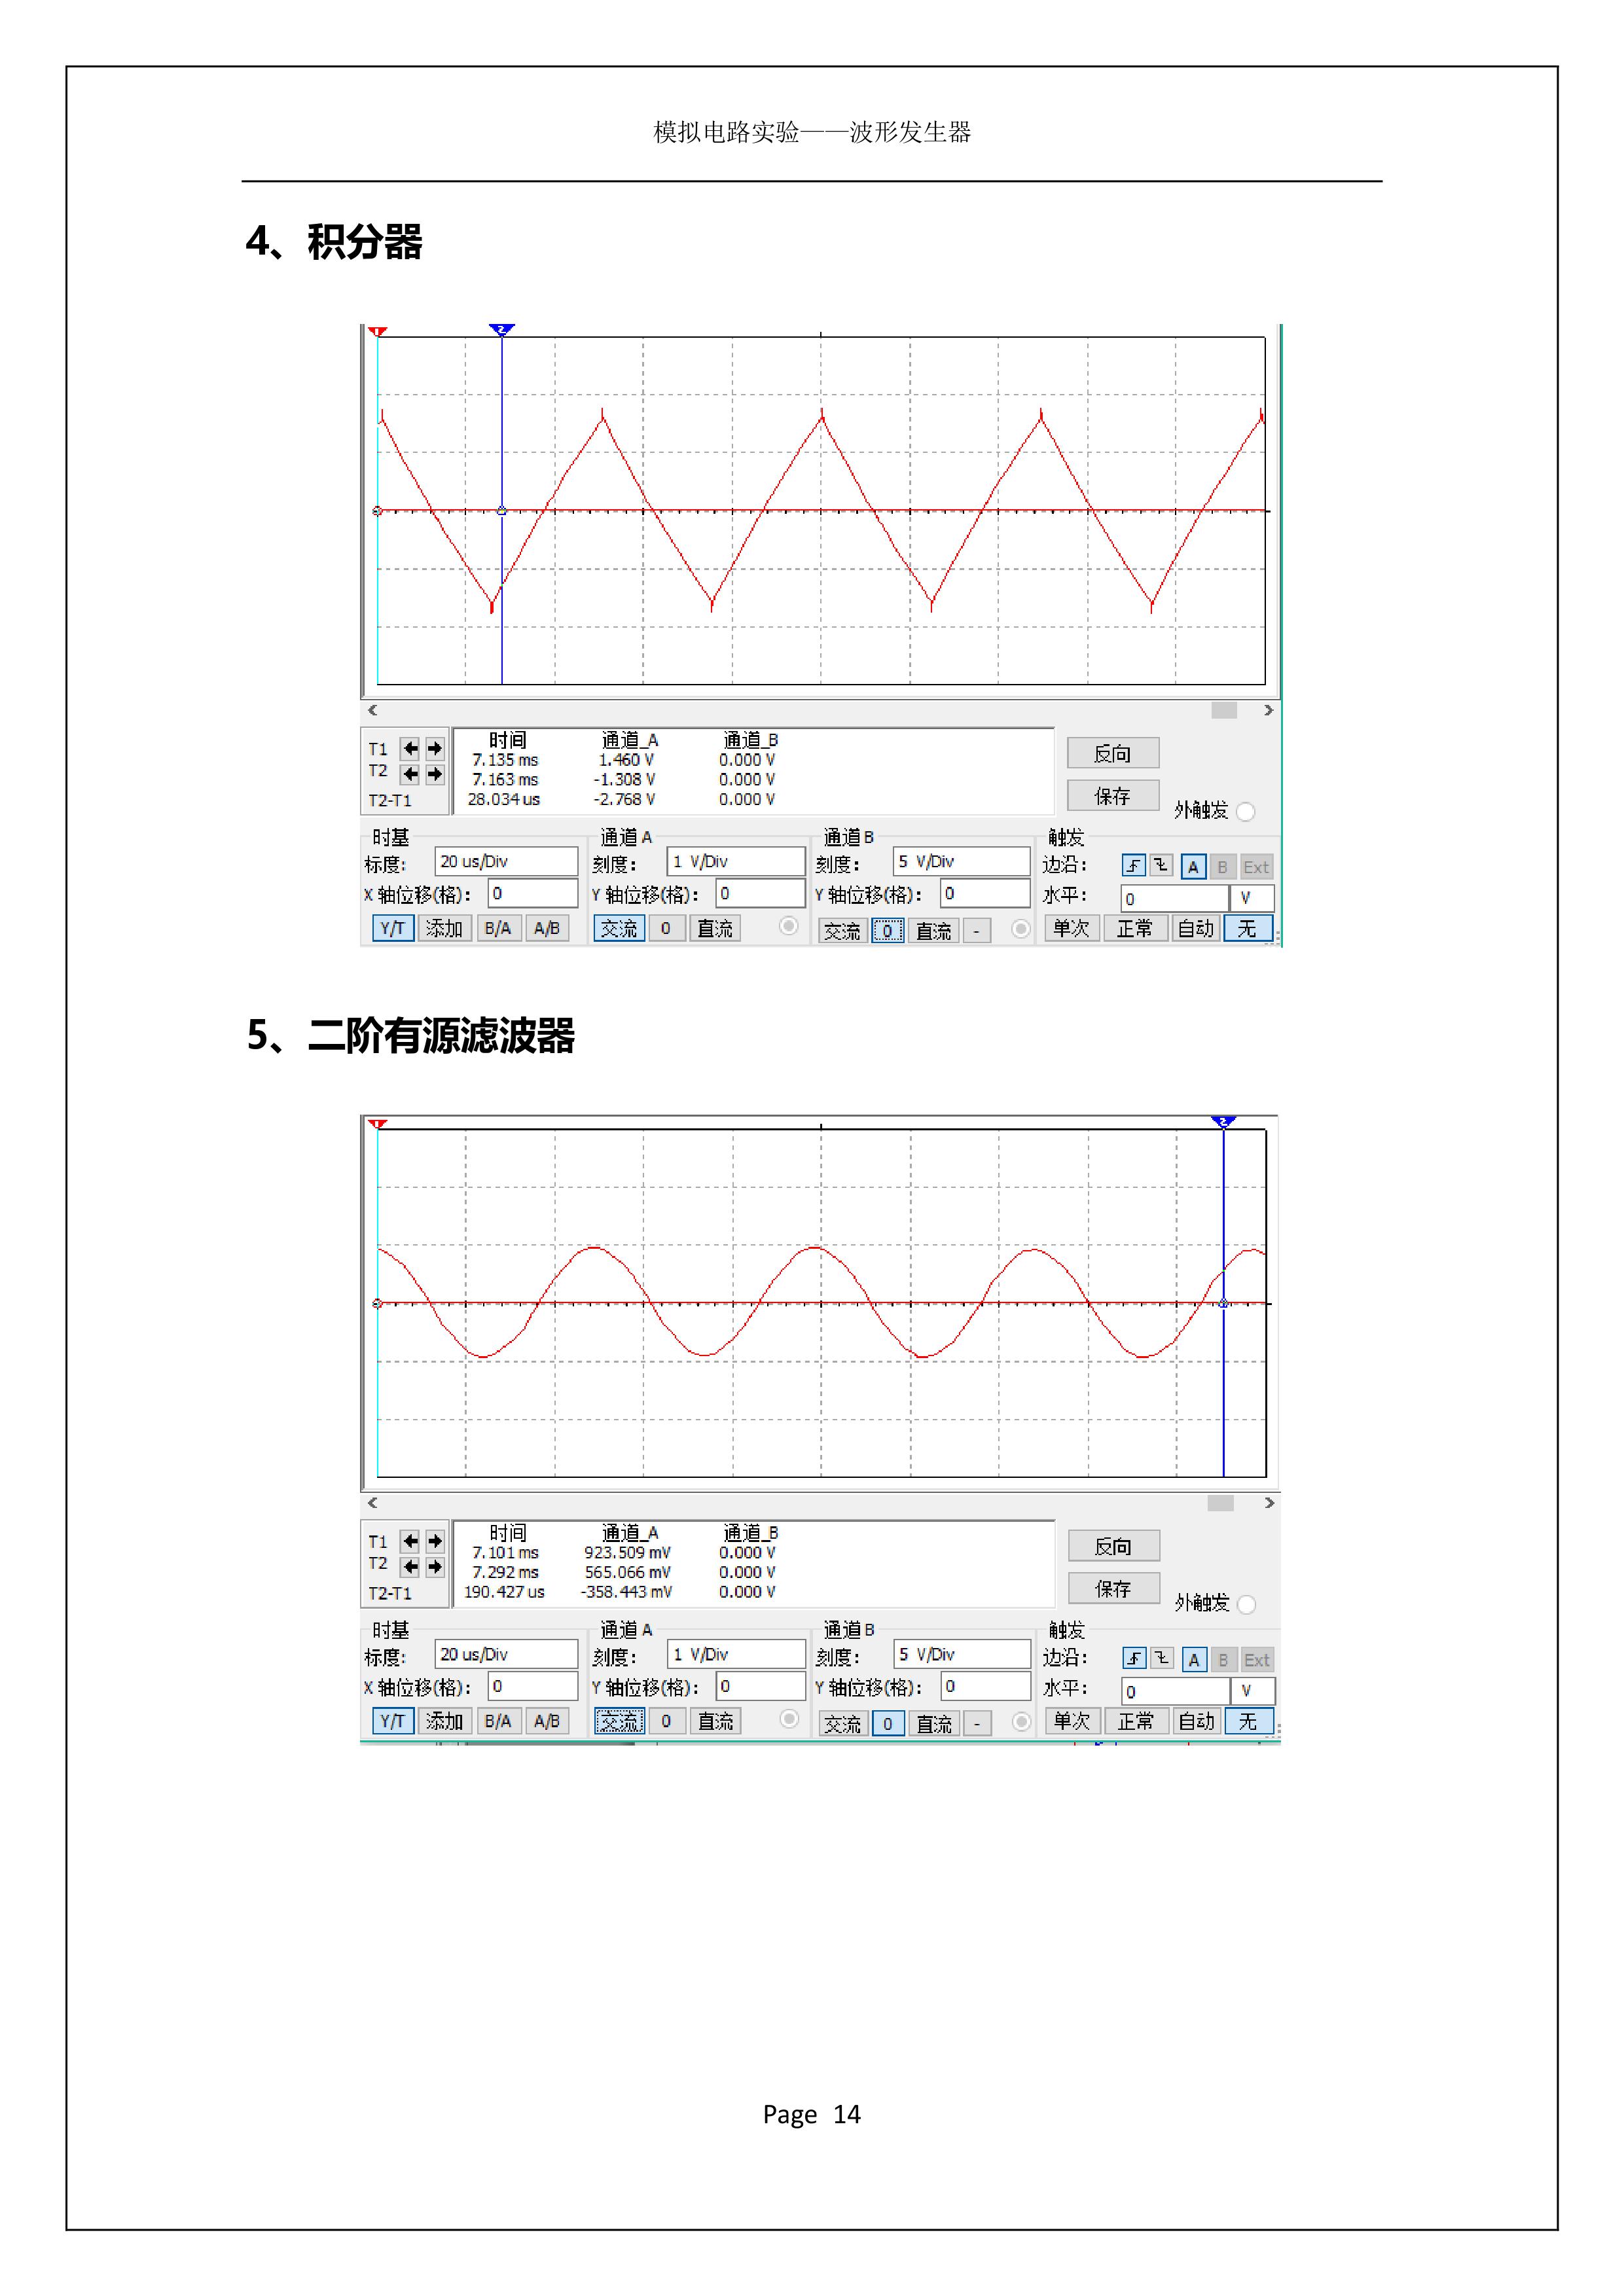 模拟电路实验——波形发生器
4、积分器
1
2
T1
T2
T2-T1
时间 通道_A 通道_B
7.135 ms 1.460 V 0.000 V
7.163 ms -1.308 V 0.000 V
28.034 us -2.768 V 0.000 V
反向
保存
外触发
时基 通道 A 通道 B 触发
标度: 20 us/Div 刻度: 1 V/Div 刻度: 5 V/Div 边沿: A B Ext
X 轴位移(格): 0 Y 轴位移(格): 0 Y 轴位移(格): 0 水平: 0 V
Y/T 添加 B/A A/B 交流 0 直流 交流 0 直流 - 单次 正常 自动 无
5、二阶有源滤波器
1
2
T1
T2
T2-T1
时间 通道_A 通道_B
7.101 ms 923.509 mV 0.000 V
7.292 ms 565.066 mV 0.000 V
190.427 us -358.443 mV 0.000 V
反向
保存
外触发
时基 通道 A 通道 B 触发
标度: 20 us/Div 刻度: 1 V/Div 刻度: 5 V/Div 边沿: A B Ext
X 轴位移(格): 0 Y 轴位移(格): 0 Y 轴位移(格): 0 水平: 0 V
Y/T 添加 B/A A/B 交流 0 直流 交流 0 直流 - 单次 正常 自动 无
Page 14